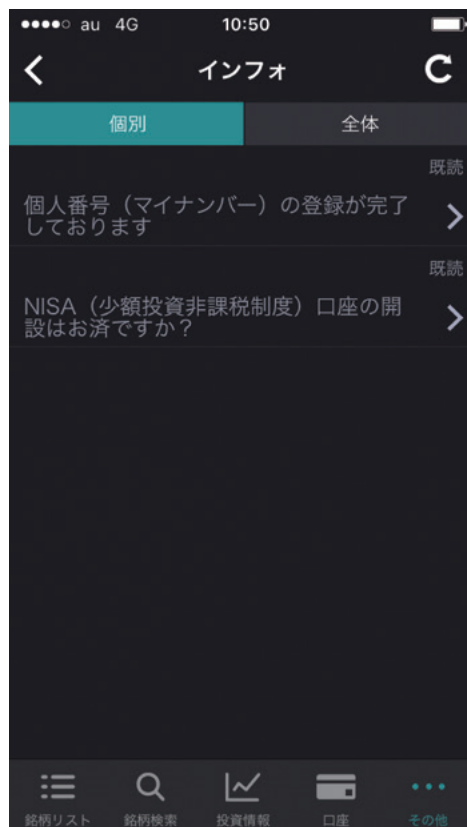 au 4G 10:50
インフォ
個別 全体
既読
個人番号（マイナンバー）の登録が完了
しております
既読
NISA（少額投資非課税制度）口座の開
設はお済ですか？
銘柄リスト 銘柄検索 投資情報 口座 その他